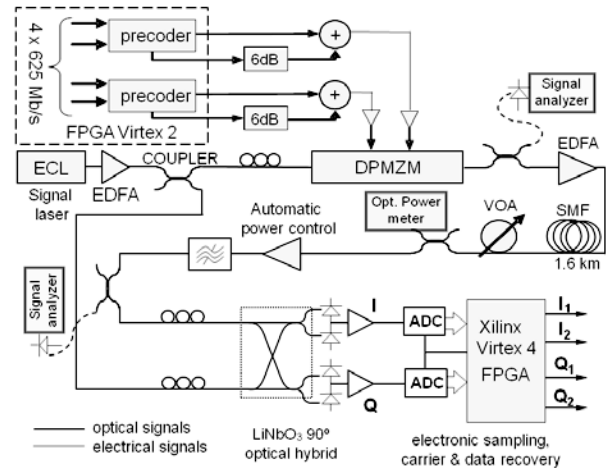 4 x 625 Mb/s
precoder
6dB
+
precoder
6dB
+
FPGA Virtex 2
Signal
analyzer
EDFA
ECL
Signal
laser
EDFA
COUPLER
DPMZM
Opt. Power
meter
VOA
SMF
1.6 km
Automatic
power control
Signal
analyzer
I
Q
ADC
ADC
Xilinx
Virtex 4
FPGA
I1
I2
Q1
Q2
optical signals
electrical signals
LiNbO3 90º
optical hybrid
electronic sampling,
carrier & data recovery